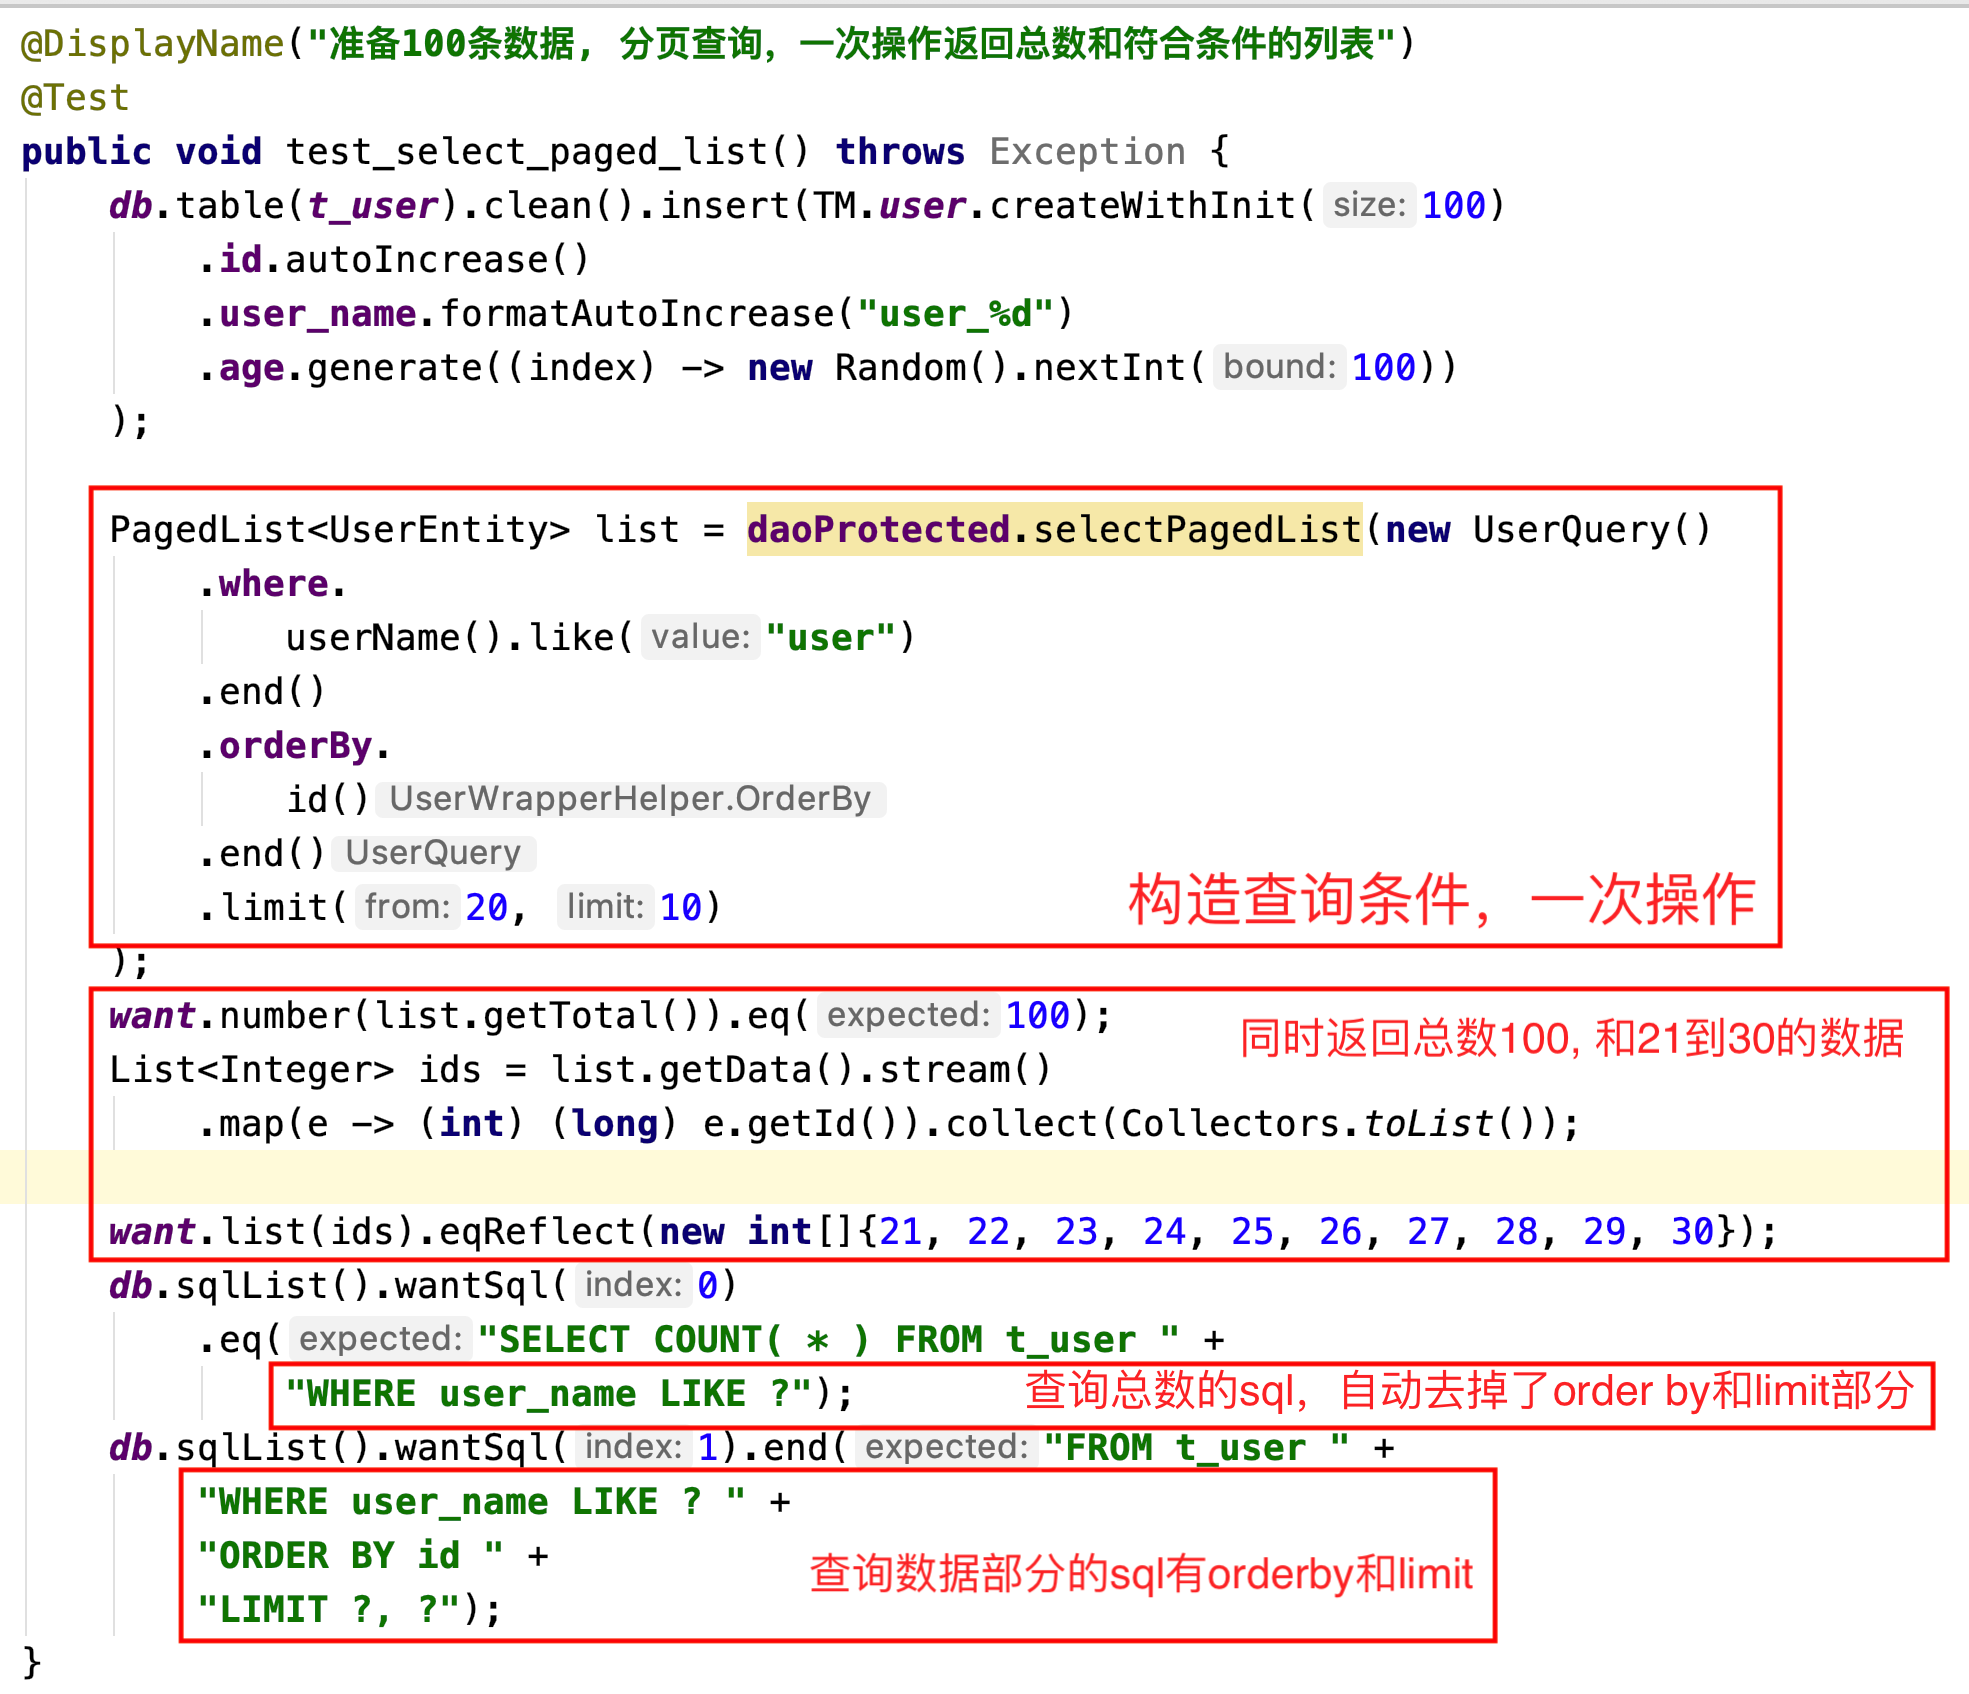 @DisplayName("准备100条数据, 分页查询, 一次操作返回总数和符合条件的列表")
@Test
public void test_select_paged_list() throws Exception {
db.table(t_user).clean().insert(TM.user.createWithInit( size: 100)
.id.autoIncrease()
.user_name.formatAutoIncrease("user_%d")
.age.generate((index) -> new Random().nextInt( bound: 100))
);
PagedList<UserEntity> list = daoProtected.selectPagedList(new UserQuery()
.where.
userName().like( value: "user")
.end()
.orderBy.
id() UserWrapperHelper.OrderBy
.end() UserQuery
.limit( from: 20, limit: 10)
构造查询条件，一次操作
);
want.number(list.getTotal()).eq( expected: 100);
同时返回总数100, 和21到30的数据
List<Integer> ids = list.getData().stream()
.map(e -> (int) (long) e.getId()).collect(Collectors.toList());
want.list(ids).eqReflect(new int[]{21, 22, 23, 24, 25, 26, 27, 28, 29, 30});
db.sqlList().wantSql( index: 0)
.eq( expected: "SELECT COUNT( * ) FROM t_user " +
"WHERE user_name LIKE ?");
查询总数的sql，自动去掉了order by和limit部分
db.sqlList().wantSql( index: 1).end( expected: "FROM t_user " +
"WHERE user_name LIKE ? " +
"ORDER BY id " +
查询数据部分的sql有orderby和limit
"LIMIT ?, ?");
}